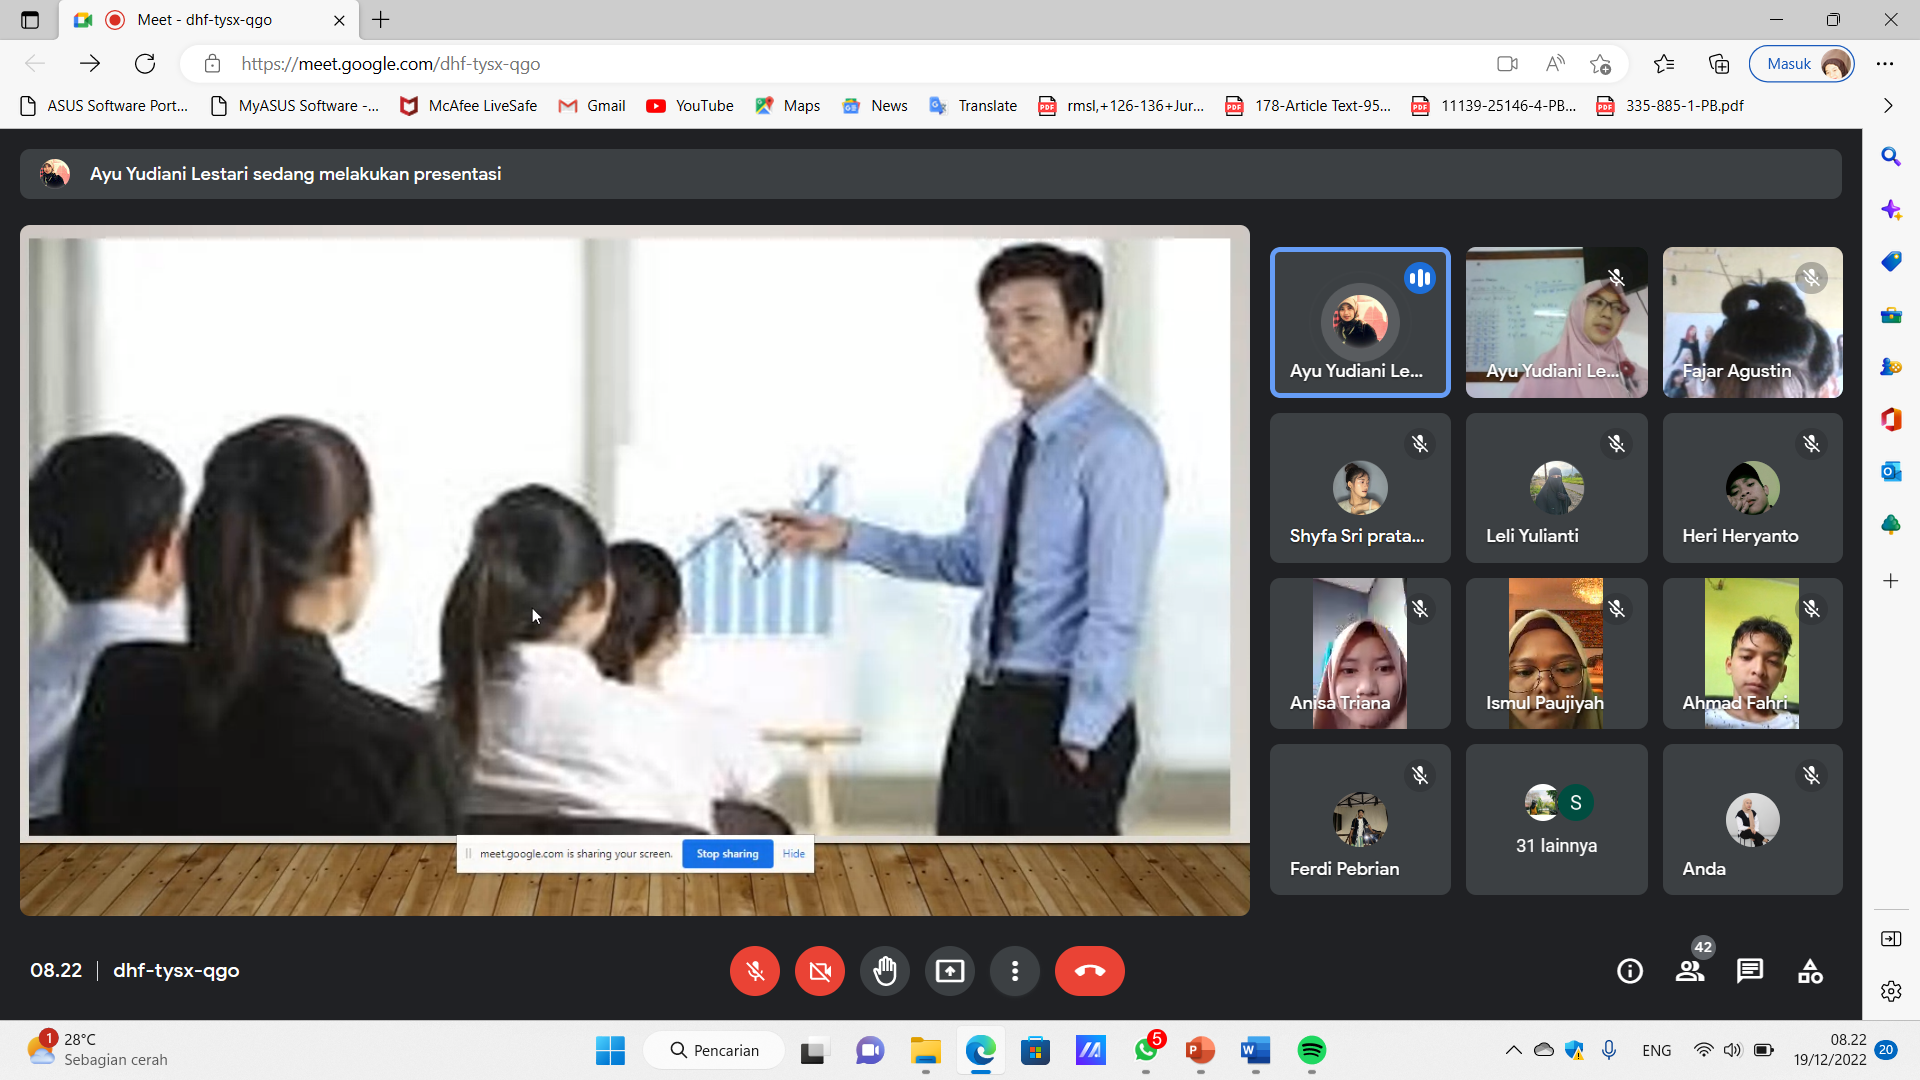 Meet - dhf-tysx-qgo
https://meet.google.com/dhf-tysx-qgo
Masuk
ASUS Software Port...
MyASUS Software -...
McAfee LiveSafe
Gmail
YouTube
Maps
News
Translate
rmsl,+126-136+Jur...
178-Article Text-95...
11139-25146-4-PB...
335-885-1-PB.pdf
Ayu Yudiani Lestari sedang melakukan presentasi
Ayu Yudiani Le...
Ayu Yudiani Le...
Fajar Agustin
Shyfa Sri prata...
Leli Yulianti
Heri Heryanto
Anisa Triana
Ismul Paujiyah
Ahmad Fahri
Ferdi Pebrian
S
31 lainnya
Anda
meet.google.com is sharing your screen.
Stop sharing
Hide
08.22
dhf-tysx-qgo
42
1
28°C
Sebagian cerah
Pencarian
5
ENG
08.22
19/12/2022
20